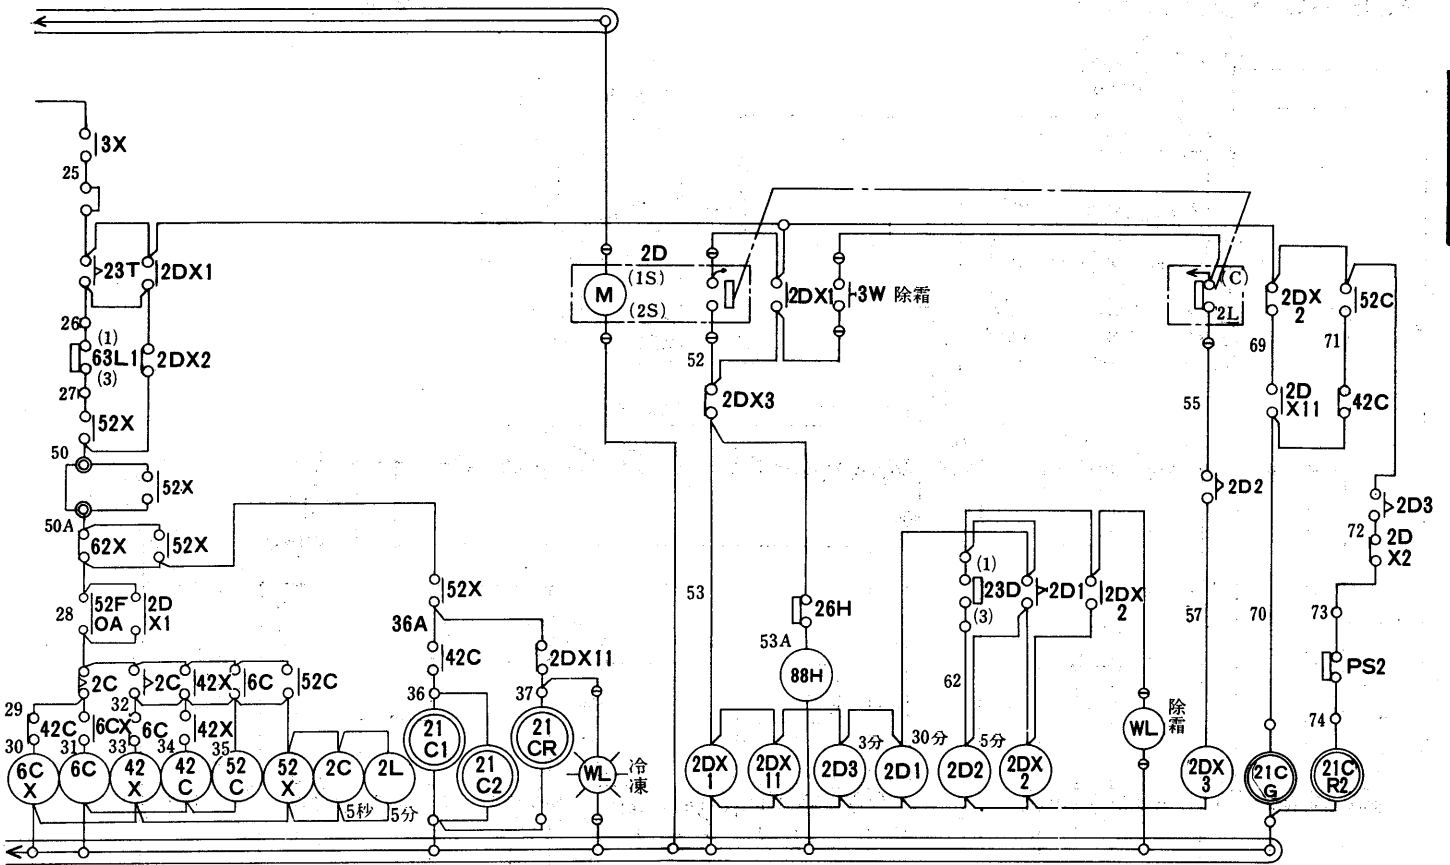 3X
25
23T
2DX1
26
(1)
63L1
(3)
2DX2
27
52X
50
52X
50A
62X
52X
28
52F
OA
2D
X1
2C
2C
42X
6C
52C
29
42C
6CX
32
6C
42X
30
31
33
34
35
6C
X
6C
42
X
42
C
52
C
52
X
2C
2L
5秒
5分
52X
36A
42C
2DX11
36
37
21
C1
21
C2
21
CR
WL
冷
凍
2D
(1S)
M
(2S)
2DX1
3W 除霜
52
2DX3
53
26H
53A
88H
(1)
23D
(3)
2D1
2DX
2
62
3分
30分
5分
2DX
1
2DX
11
2D3
2D1
2D2
2DX
2
WL
除
霜
(C)
2L
55
2D2
57
2DX
3
2DX
2
52C
69
71
2D
X11
42C
70
2D3
72
2D
X2
73
PS2
74
21C
G
21C
R2